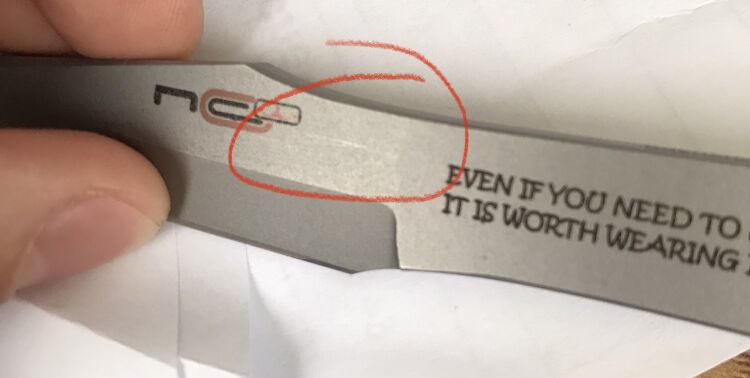 EVEN IF YOU NEED TO
IT IS WORTH WEARING